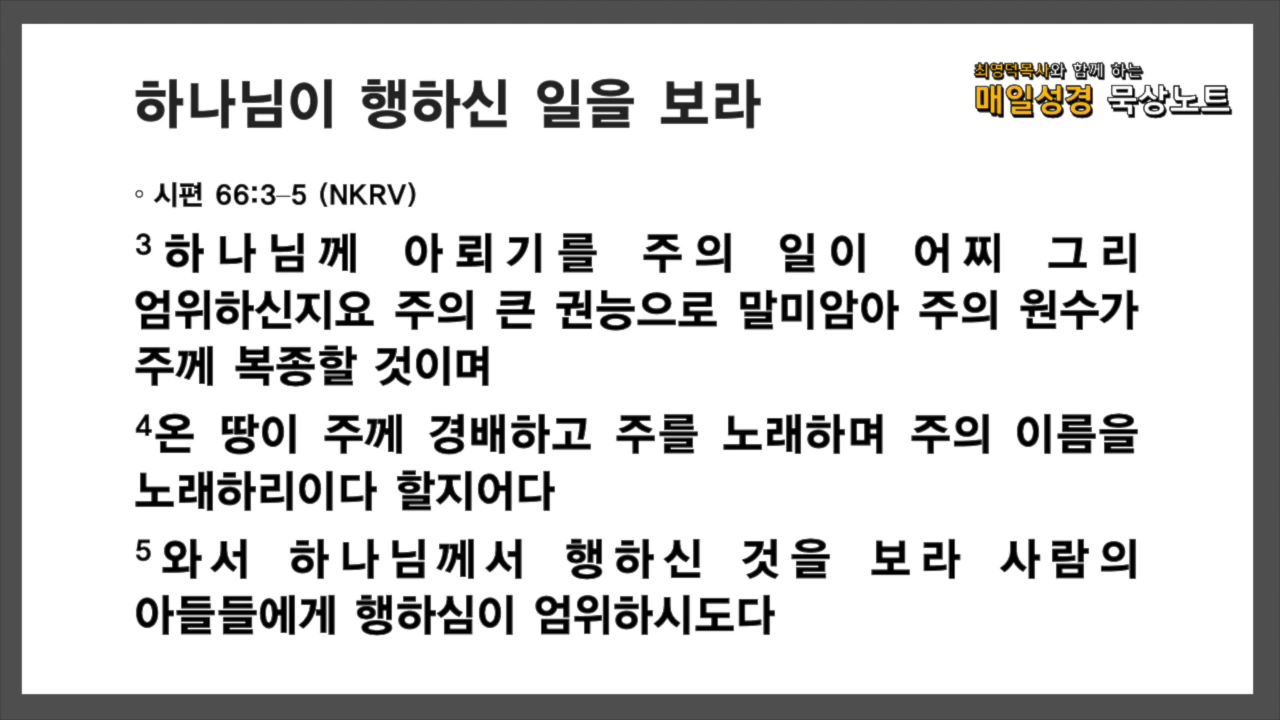 하나님이 행하신 일을 보라
최영덕목사와 함께 하는
매일성경 묵상노트
◦ 시편 66:3–5 (NKRV)
3 하나님께 아뢰기를 주의 일이 어찌 그리
엄위하신지요 주의 큰 권능으로 말미암아 주의 원수가
주께 복종할 것이며
4온 땅이 주께 경배하고 주를 노래하며 주의 이름을
노래하리이다 할지어다
5 와서 하나님께서 행하신 것을 보라 사람의
아들들에게 행하심이 엄위하시도다